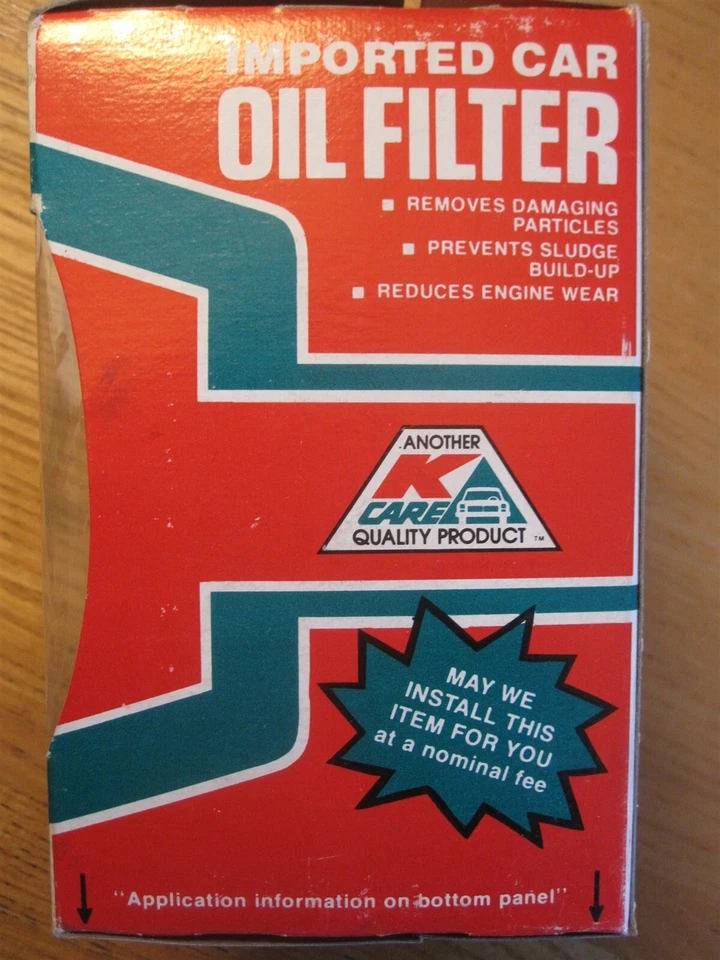 IMPORTED CAR
OIL FILTER
REMOVES DAMAGING
PARTICLES
PREVENTS SLUDGE
BUILD-UP
REDUCES ENGINE WEAR
ANOTHER
K
CARE
QUALITY PRODUCT ™
MAY WE
INSTALL THIS
ITEM FOR YOU
at a nominal fee
"Application information on bottom panel"